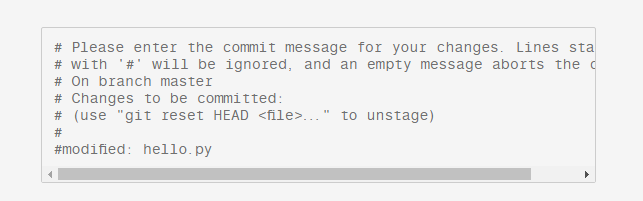 # Please enter the commit message for your changes. Lines
# with '#' will be ignored, and an empty message aborts the
# On branch master
# Changes to be committed:
# (use "git reset HEAD <file>..." to unstage)
#
#modified: hello.py